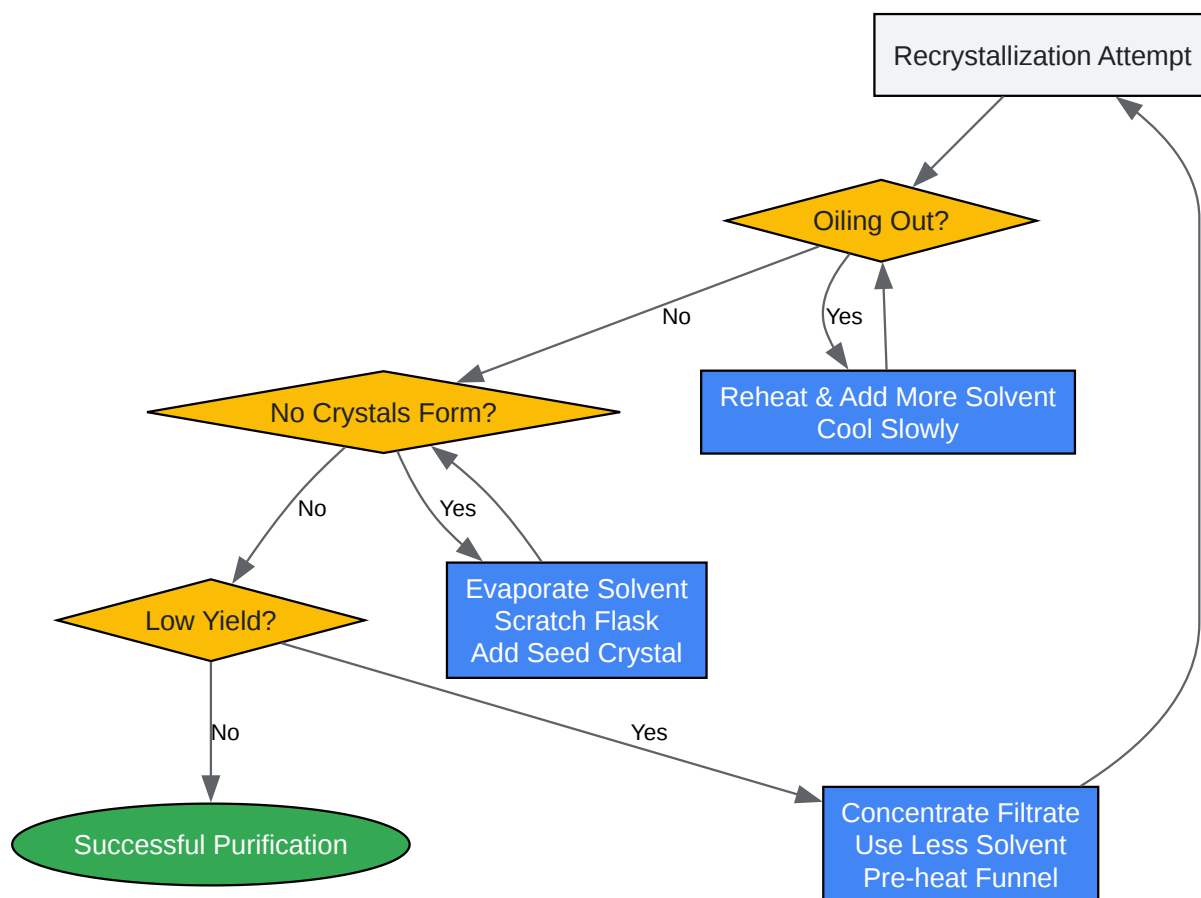 Recrystallization Attempt
Oiling Out?
No
Yes
Reheat & Add More Solvent
Cool Slowly
No Crystals Form?
No
Yes
Evaporate Solvent
Scratch Flask
Add Seed Crystal
Low Yield?
No
Yes
Successful Purification
Concentrate Filtrate
Use Less Solvent
Pre-heat Funnel